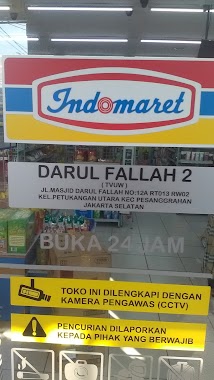 Indomaret
DARUL FALLAH 2
( 7VUW )
JL.MASJID DARUL FALLAH NO:12A RT013 RW02
KEL.PETUKANGAN UTARA KEC PESANGGRAHAN
JAKARTA SELATAN
BUKA 24 JAM
TOKO INI DILENGKAPI DENGAN
KAMERA PENGAWAS (CCTV)
PENCURIAN DILAPORKAN
KEPADA PIHAK YANG BERWAJIB